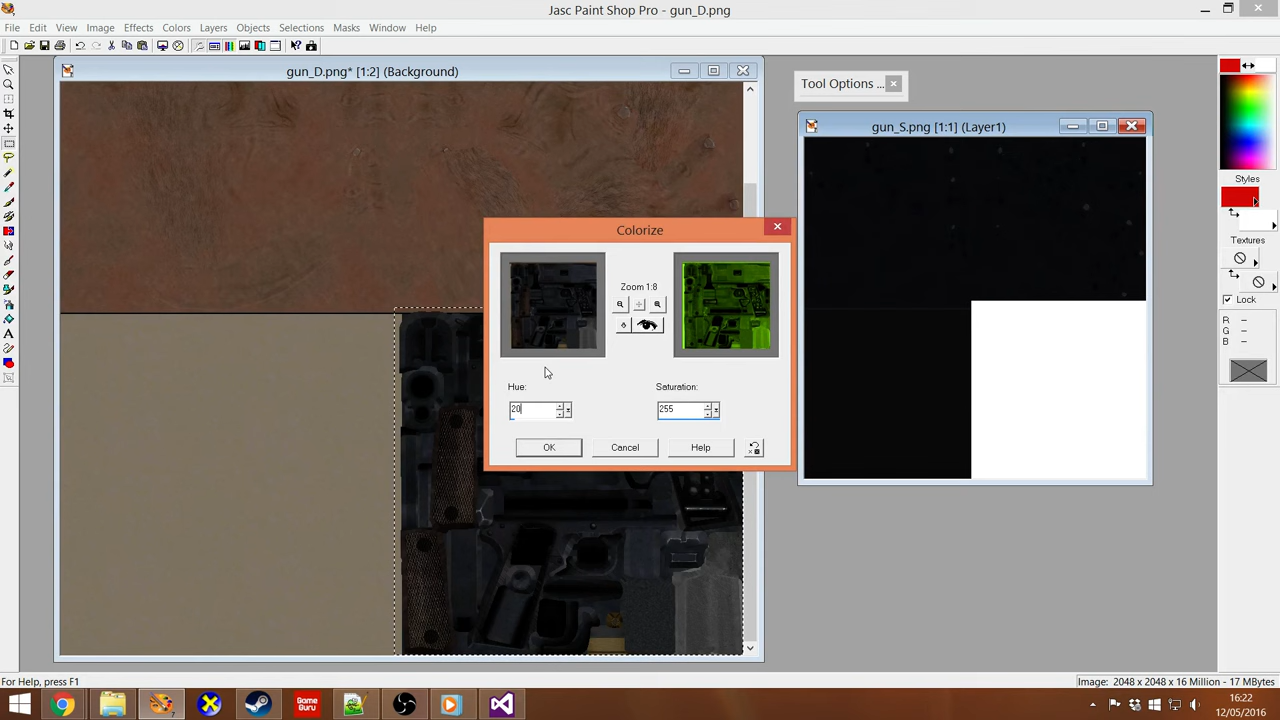 Jasc Paint Shop Pro - gun_D.png
File Edit View Image Effects Colors Layers Objects Selections Masks Window Help
gun_D.png* [1:2] (Background)
Tool Options ...
gun_S.png [1:1] (Layer1)
Styles
Textures
Lock
R -
G -
B -
Colorize
Zoom 1:8
Hue:
Saturation:
20
255
OK Cancel Help
For Help, press F1
Image: 2048 x 2048 x 16 Million - 17 MBytes
GameGuru
16:22
12/05/2016